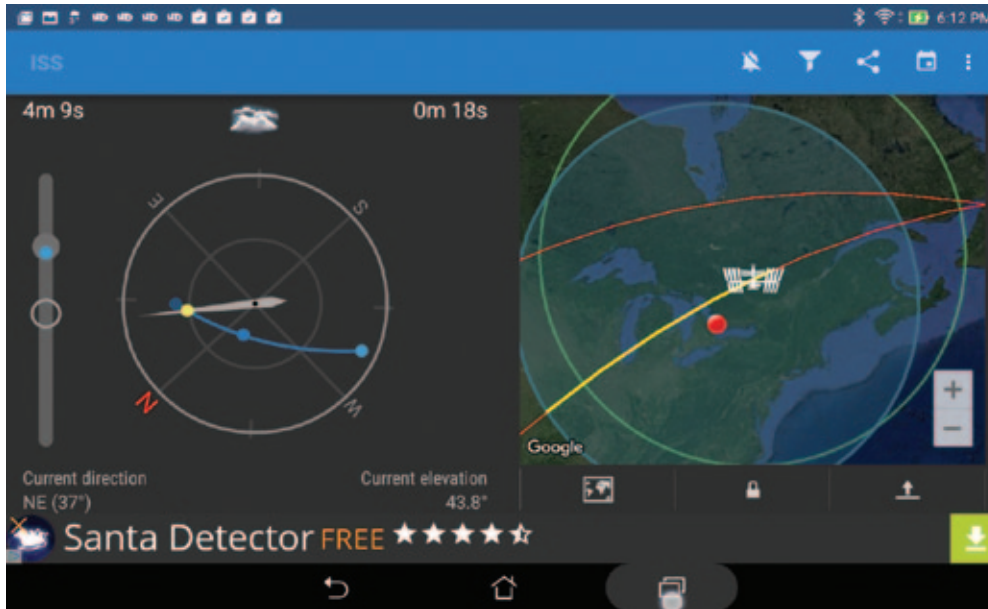 6:12 PM
ISS
4m 9s
0m 18s
E
S
N
W
Current direction
NE (37°)
Current elevation
43.8°
Google
+
−
Santa Detector FREE